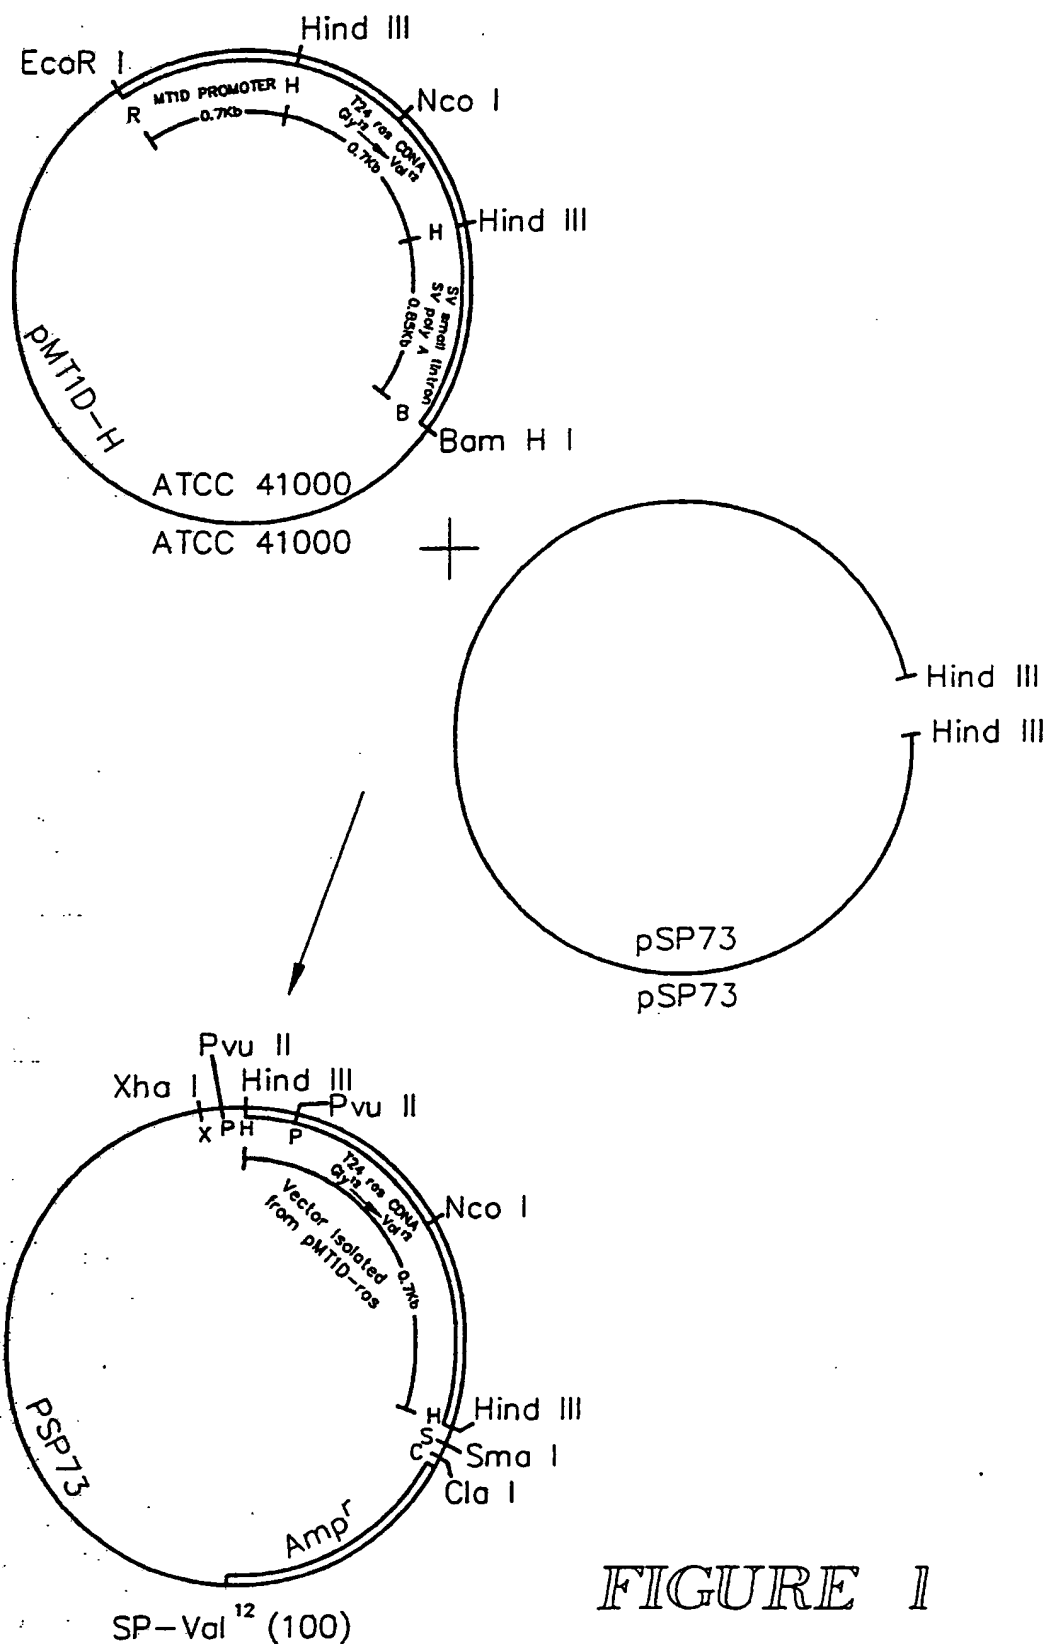 Hind III
EcoR I
R
MT1D PROMOTER
H
0.7Kb
Nco I
T24 ras CDNA
Gly12 Val12
0.7Kb
Hind III
H
SV small (intron
SV poly A
0.85Kb
B
Bam H I
pMT1D-H
ATCC 41000
ATCC 41000
+
Hind III
Hind III
pSP73
pSP73
Pvu II
Xha I
Hind III
Pvu II
X
P
H
P
T24 ras CDNA
Gly12 Val12
Vector isolated
from pMT1D-ras
0.7Kb
Nco I
H
Hind III
S
Sma I
C
Cla I
PSP73
Amp r
SP-Val 12 (100)
FIGURE 1